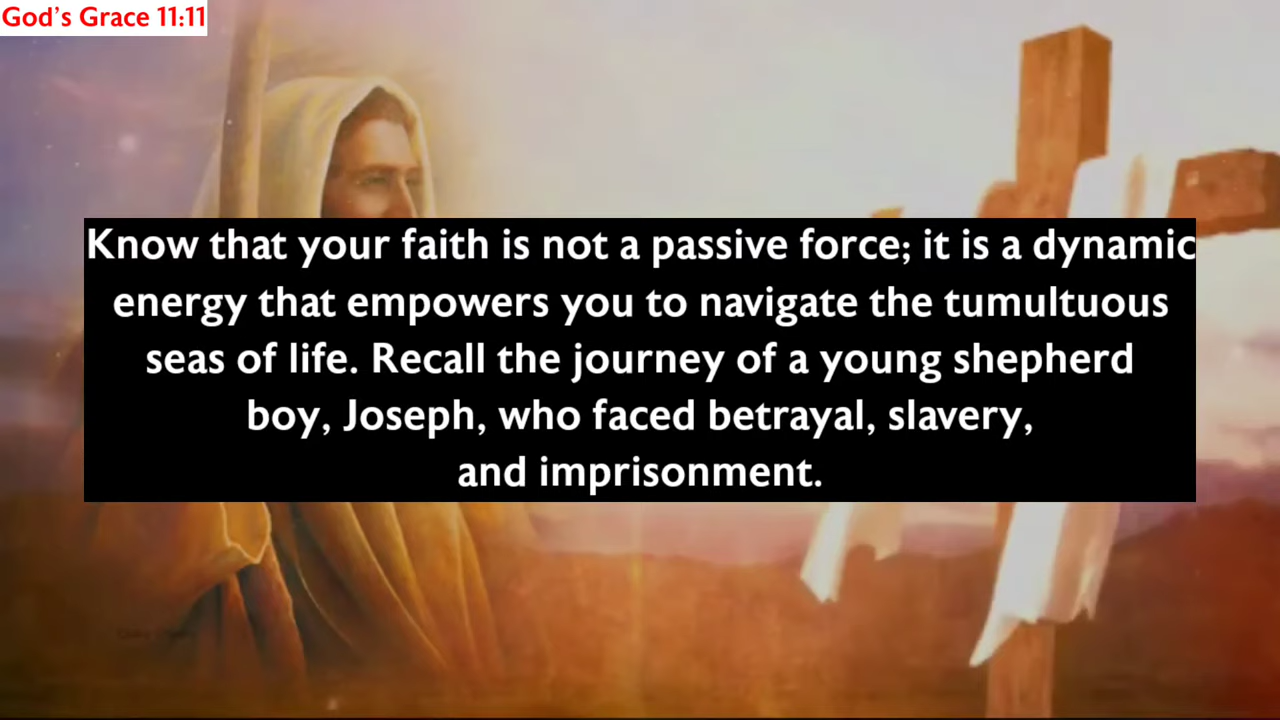 God's Grace 11:11
Know that your faith is not a passive force; it is a dynamic
energy that empowers you to navigate the tumultuous
seas of life. Recall the journey of a young shepherd
boy, Joseph, who faced betrayal, slavery,
and imprisonment.